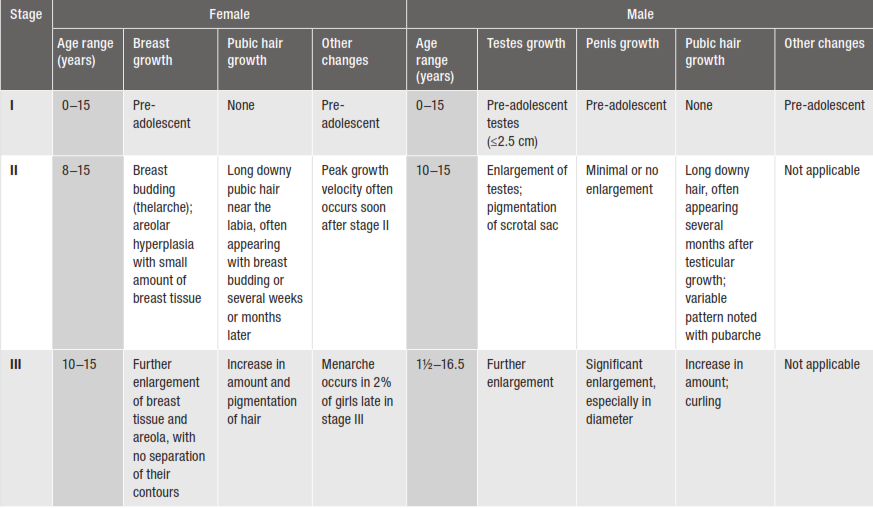 Stage
Female
Male
Age range
(years)
Breast
growth
Pubic hair
growth
Other
changes
Age
range
(years)
Testes growth
Penis growth
Pubic hair
growth
Other changes
I
0–15
Pre-
adolescent
None
Pre-
adolescent
0–15
Pre-adolescent
testes
(≤2.5 cm)
Pre-adolescent
None
Pre-adolescent
II
8–15
Breast
budding
(thelarche);
areolar
hyperplasia
with small
amount of
breast tissue
Long downy
pubic hair
near the
labia, often
appearing
with breast
budding or
several weeks
or months
later
Peak growth
velocity often
occurs soon
after stage II
10–15
Enlargement of
testes;
pigmentation
of scrotal sac
Minimal or no
enlargement
Long downy
hair, often
appearing
several
months after
testicular
growth;
variable
pattern noted
with pubarche
Not applicable
III
10–15
Further
enlargement
of breast
tissue and
areola, with
no separation
of their
contours
Increase in
amount and
pigmentation
of hair
Menarche
occurs in 2%
of girls late in
stage III
1½–16.5
Further
enlargement
Significant
enlargement,
especially in
diameter
Increase in
amount;
curling
Not applicable